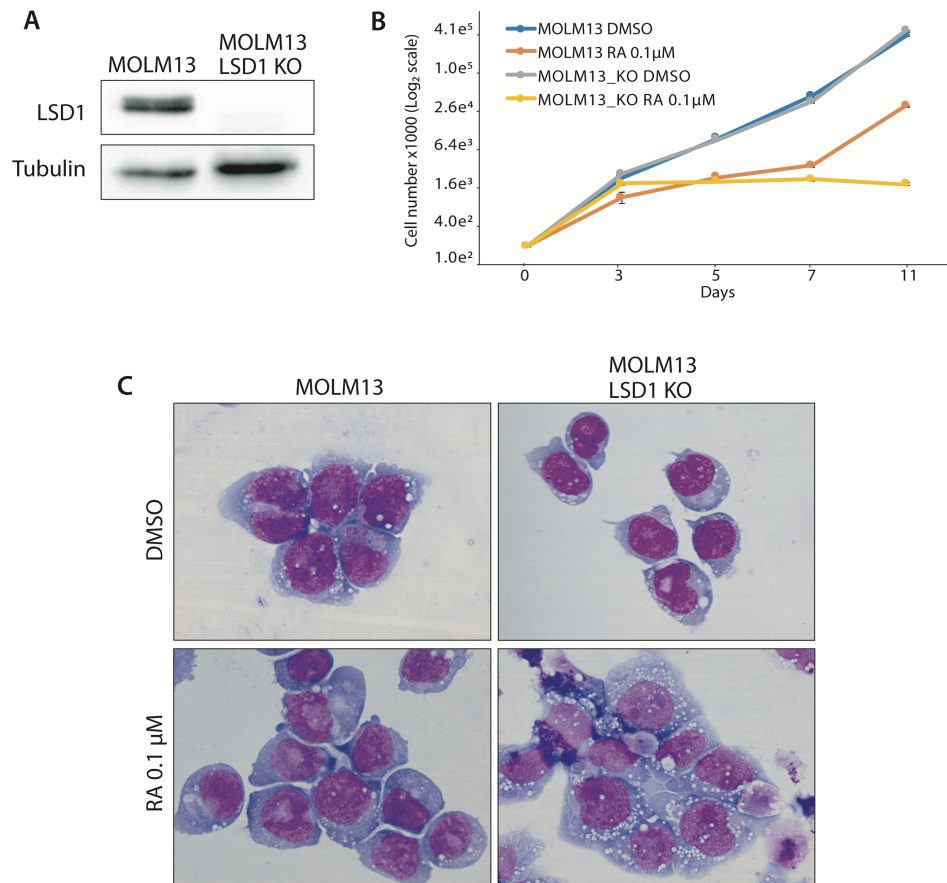 A
MOLM13
MOLM13
LSD1 KO
LSD1
Tubulin
B
Cell number x1000 (Log2 scale)
4.1e⁵
1.0e⁵
2.6e⁴
6.4e³
1.6e³
4.0e²
1.0e²
MOLM13 DMSO
MOLM13 RA 0.1µM
MOLM13_KO DMSO
MOLM13_KO RA 0.1µM
0
3
5
7
11
Days
C
MOLM13
MOLM13
LSD1 KO
DMSO
RA 0.1 µM